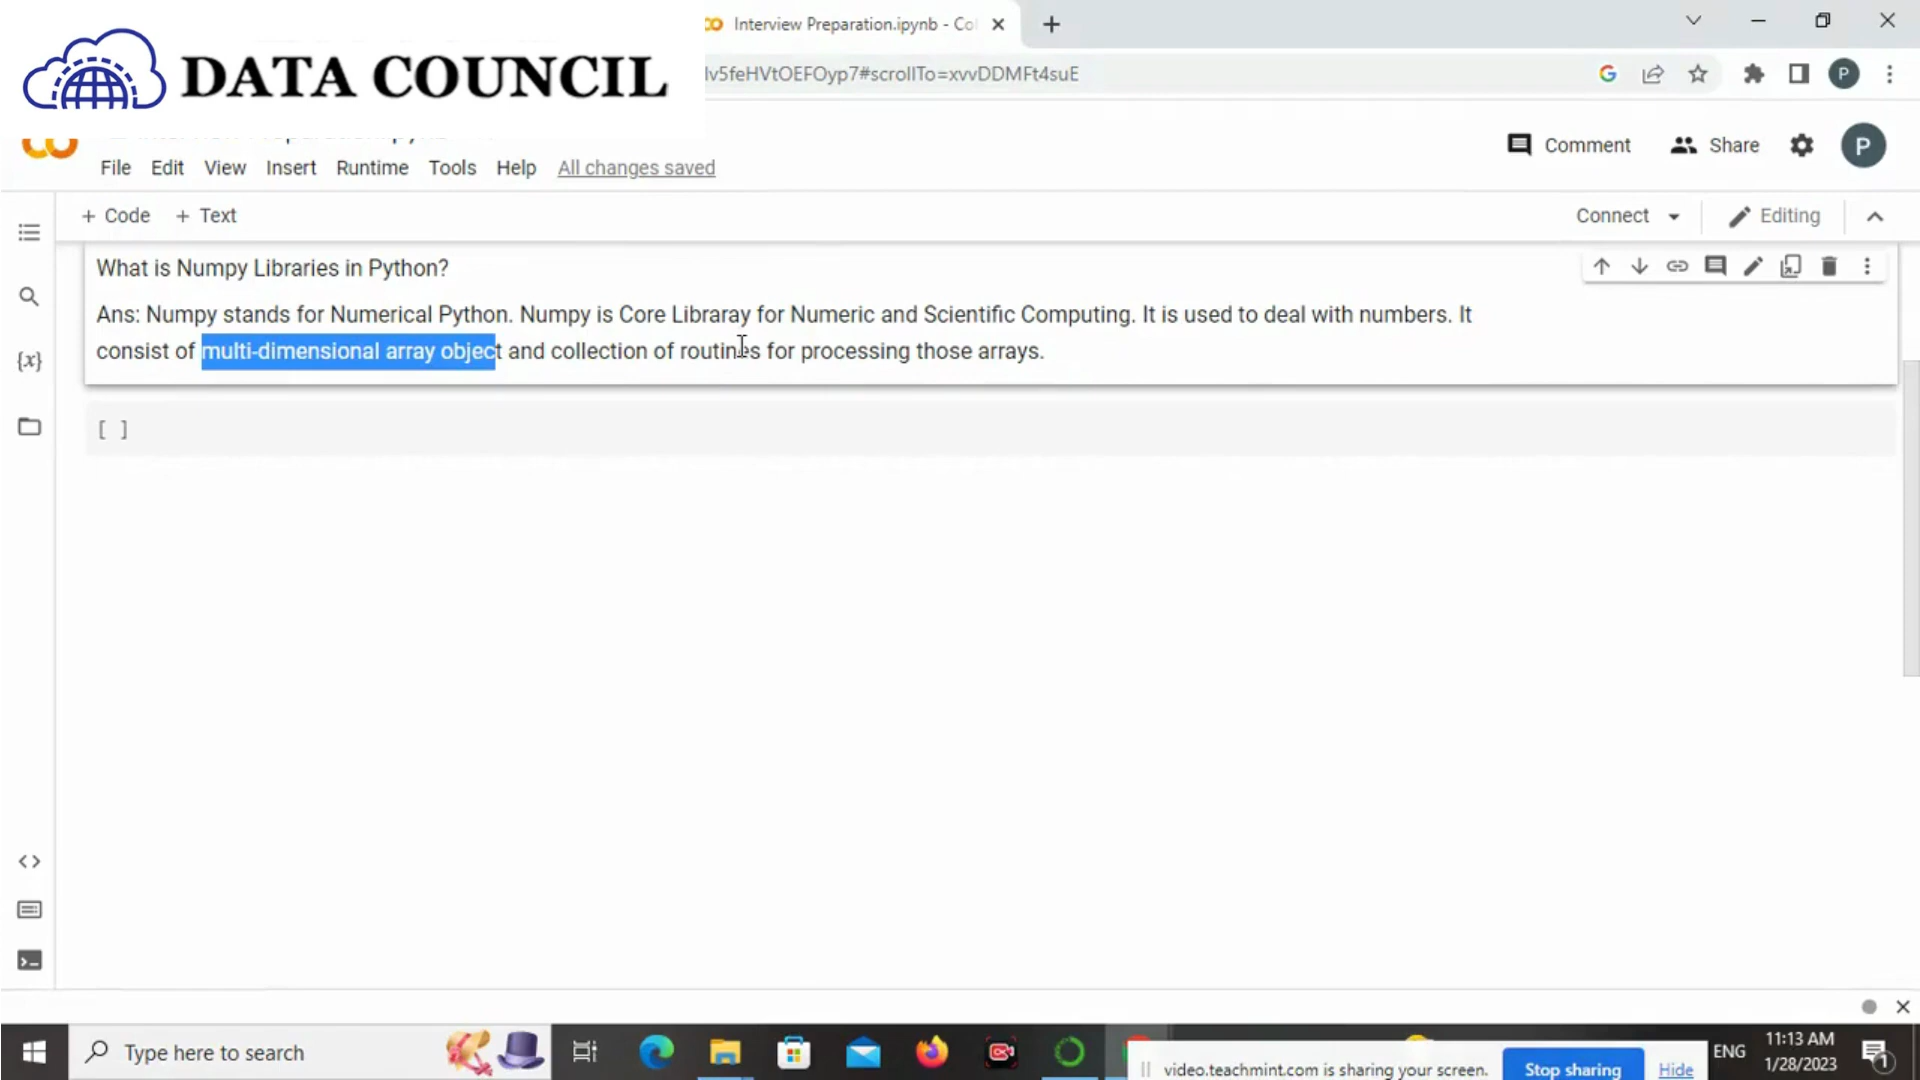 DATA COUNCIL
Interview Preparation.ipynb - Co
lv5feHVtOEFOyp7#scrollTo=xvvDDMFt4suE
P
File Edit View Insert Runtime Tools Help All changes saved
Comment Share P
+ Code + Text
Connect Editing
What is Numpy Libraries in Python?
Ans: Numpy stands for Numerical Python. Numpy is Core Libraray for Numeric and Scientific Computing. It is used to deal with numbers. It
consist of multi-dimensional array object and collection of routines for processing those arrays.
{x}
[ ]
Type here to search
video.teachmint.com is sharing your screen. Stop sharing Hide
ENG
11:13 AM
1/28/2023
1